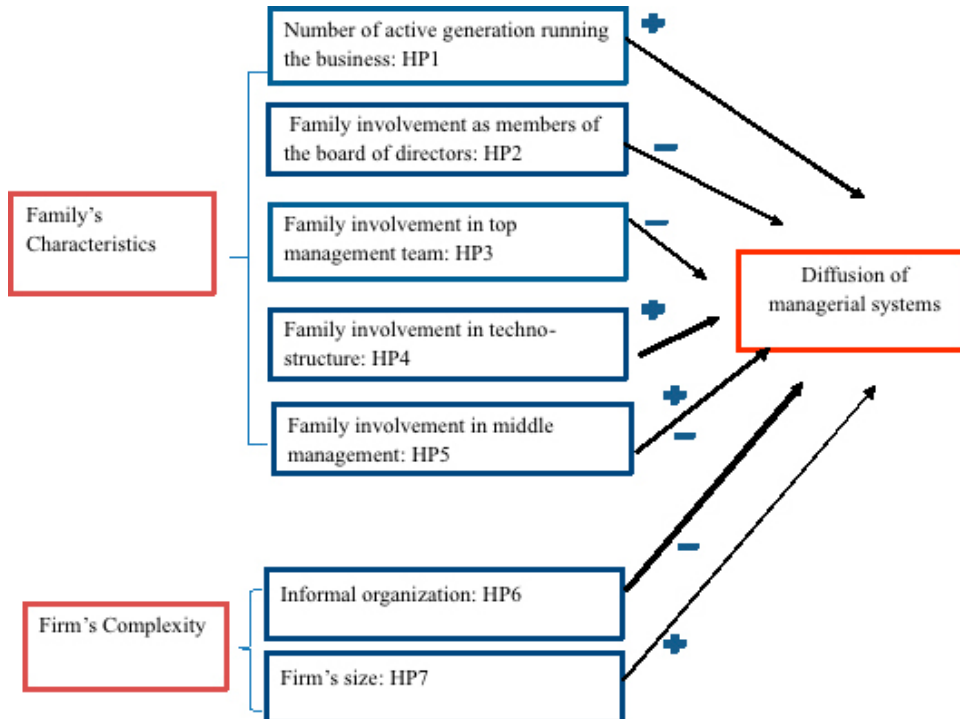 Number of active generation running
the business: HP1
+
Family involvement as members of
the board of directors: HP2
−
Family's
Characteristics
Family involvement in top
management team: HP3
−
Diffusion of
managerial systems
Family involvement in techno-
structure: HP4
+
Family involvement in middle
management: HP5
+
−
Informal organization: HP6
−
Firm's Complexity
Firm's size: HP7
+